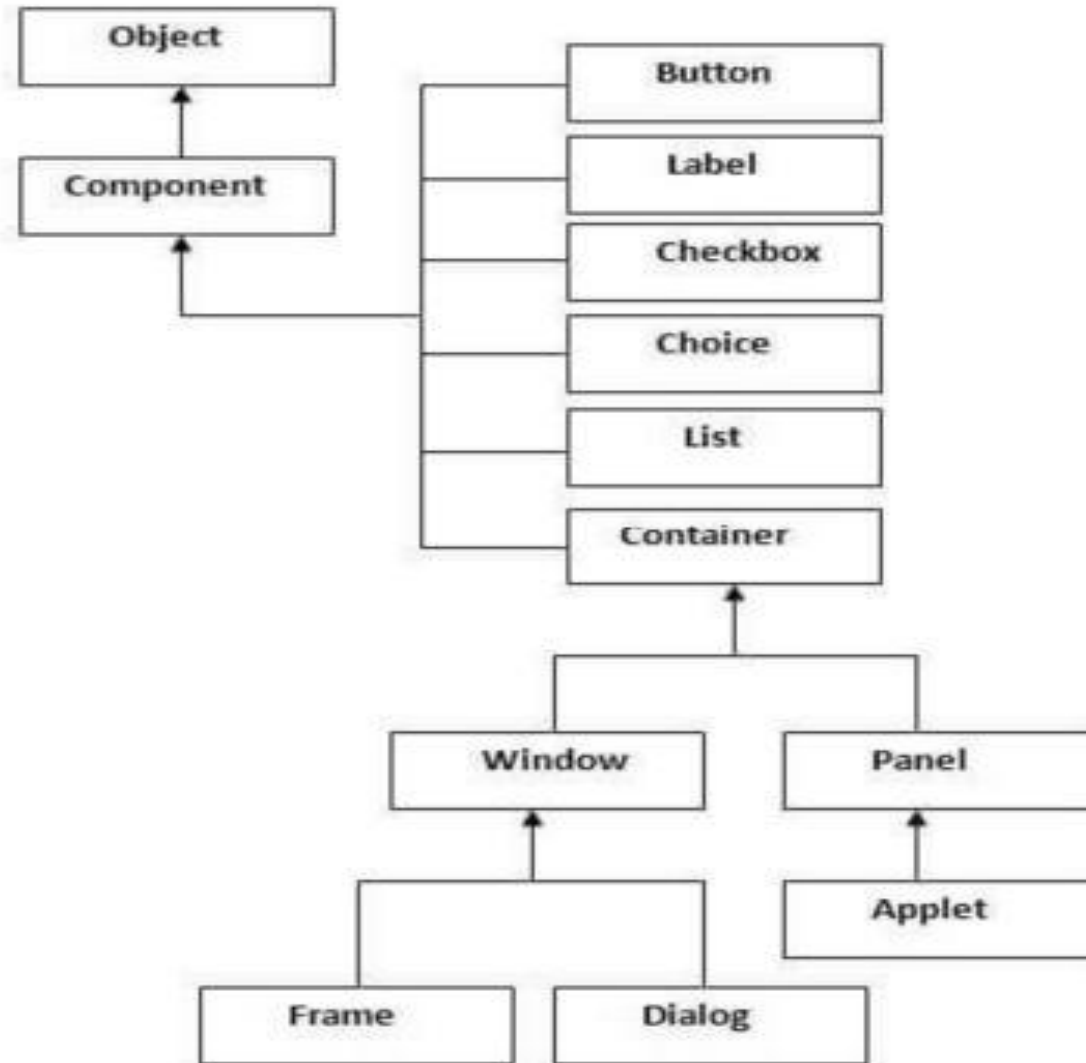 Object
Component
Button
Label
Checkbox
Choice
List
Container
Window
Panel
Applet
Frame
Dialog